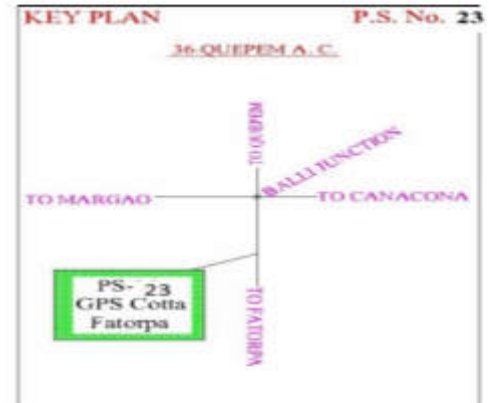 KEY PLAN P.S. No. 23
36-QUEPEM A. C.
TO QUEPEM
BALLI JUNCTION
TO MARGAO
TO CANACONA
PS- 23
GPS Cotta
Fatorpa
TO FATORPA